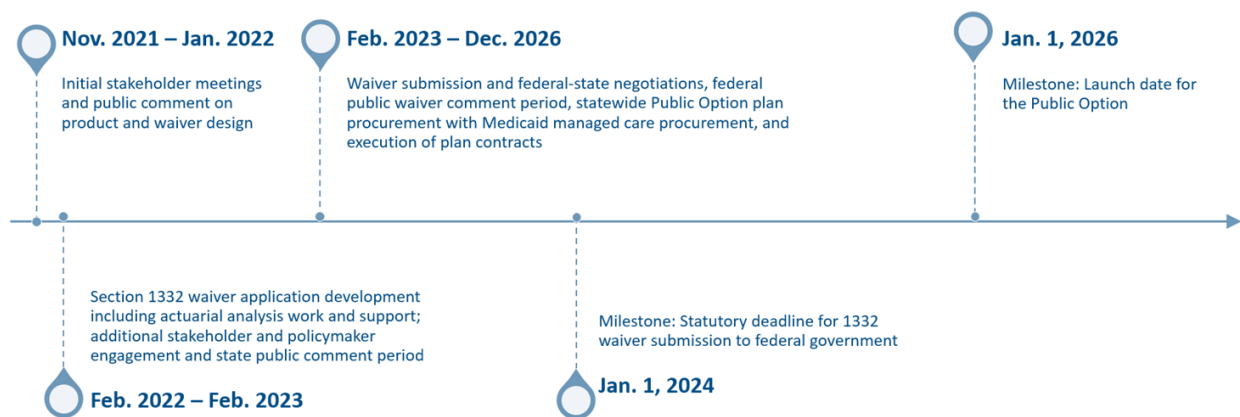 Nov. 2021 – Jan. 2022
Initial stakeholder meetings
and public comment on
product and waiver design
Feb. 2023 – Dec. 2026
Waiver submission and federal-state negotiations, federal
public waiver comment period, statewide Public Option plan
procurement with Medicaid managed care procurement, and
execution of plan contracts
Jan. 1, 2026
Milestone: Launch date for
the Public Option
Section 1332 waiver application development
including actuarial analysis work and support;
additional stakeholder and policymaker
engagement and state public comment period
Feb. 2022 – Feb. 2023
Milestone: Statutory deadline for 1332
waiver submission to federal government
Jan. 1, 2024